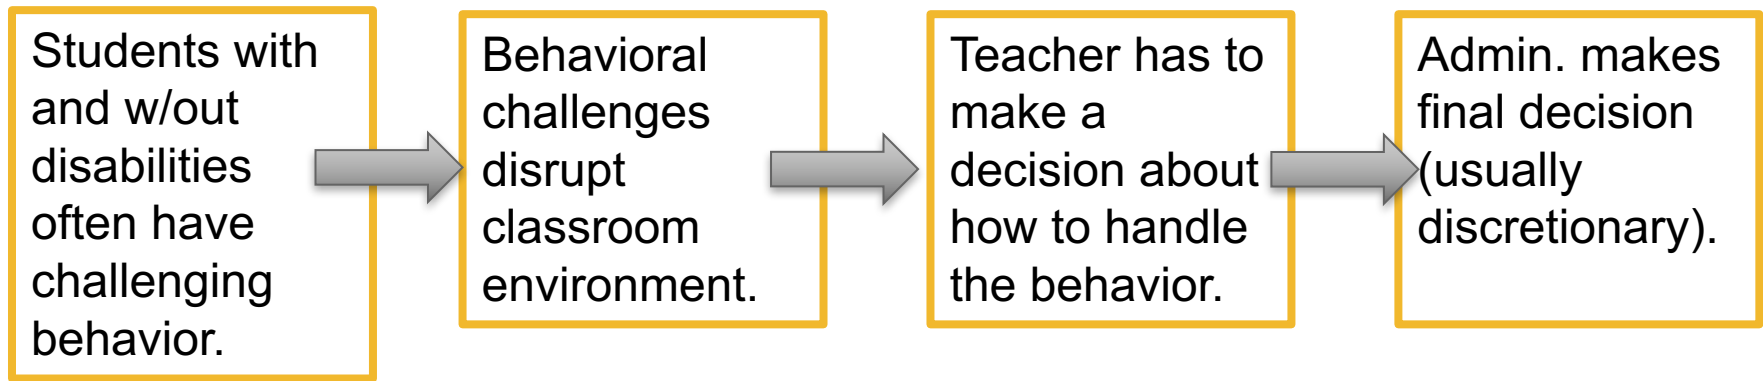 Students with
and w/out
disabilities
often have
challenging
behavior.
Behavioral
challenges
disrupt
classroom
environment.
Teacher has to
make a
decision about
how to handle
the behavior.
Admin. makes
final decision
(usually
discretionary).